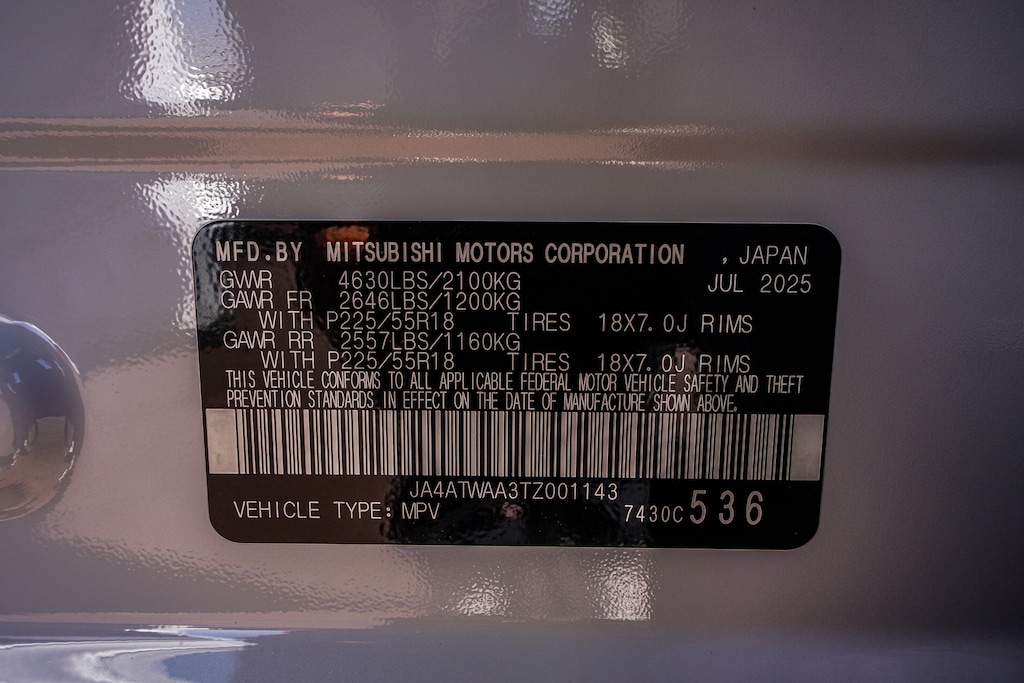 MFD.BY MITSUBISHI MOTORS CORPORATION , JAPAN
GWWR 4630LBS/2100KG JUL 2025
GAWR FR 2646LBS/1200KG
WITH P225/55R18 TIRES 18X7.0J RIMS
GAWR RR 2557LBS/1160KG
WITH P225/55R18 TIRES 18X7.0J RIMS
THIS VEHICLE CONFORMS TO ALL APPLICABLE FEDERAL MOTOR VEHICLE SAFETY AND THEFT
PREVENTION STANDARDS IN EFFECT ON THE DATE OF MANUFACTURE SHOWN ABOVE.
JA4ATWAA3TZ001143
VEHICLE TYPE: MPV 7430C 536